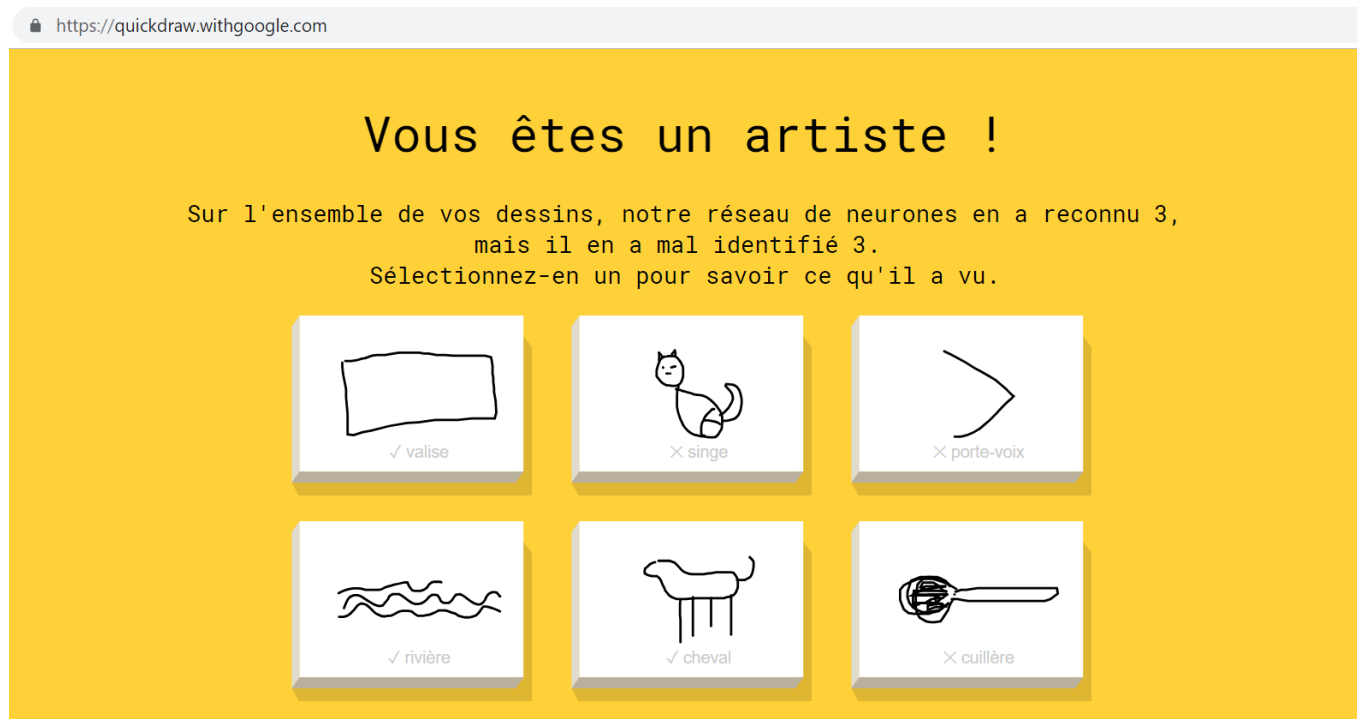 https://quickdraw.withgoogle.com
Vous êtes un artiste !
Sur l'ensemble de vos dessins, notre réseau de neurones en a reconnu 3,
mais il en a mal identifié 3.
Sélectionnez-en un pour savoir ce qu'il a vu.
✓ valise
✕ singe
✕ porte-voix
✓ rivière
✓ cheval
✕ cuillère